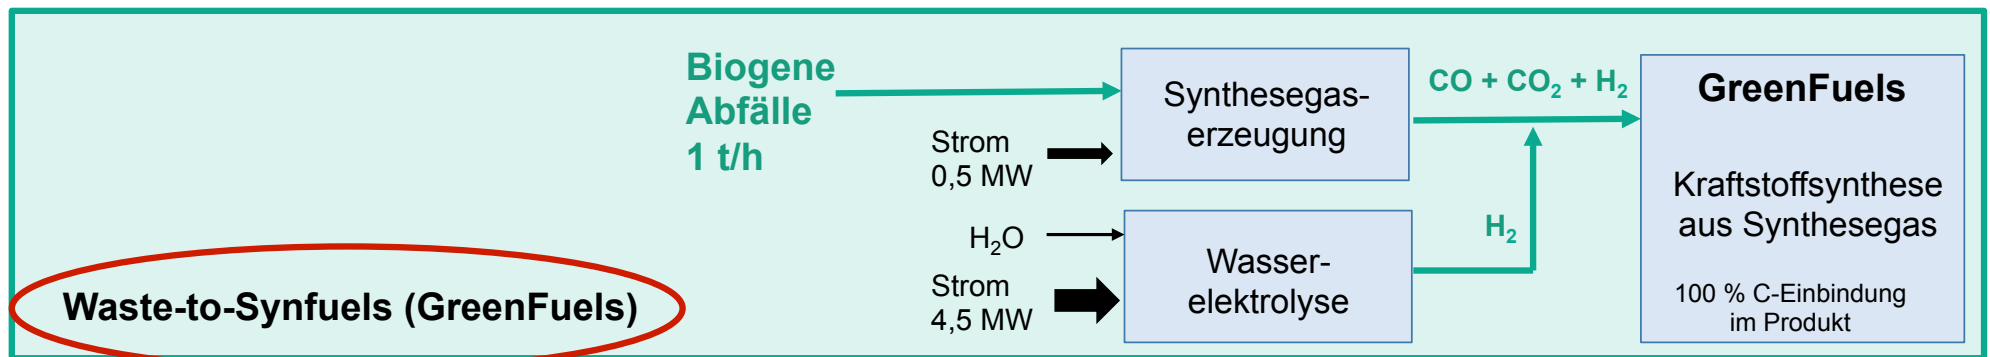 Biogene
Abfälle
1 t/h
Strom
0,5 MW
Synthesegas-
erzeugung
CO + CO₂ + H₂
H₂O
Strom
4,5 MW
Wasser-
elektrolyse
H₂
GreenFuels
Kraftstoffsynthese
aus Synthesegas
100 % C-Einbindung
im Produkt
Waste-to-Synfuels (GreenFuels)